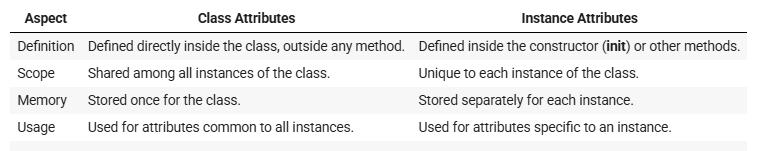 Aspect Class Attributes Instance Attributes
Definition Defined directly inside the class, outside any method. Defined inside the constructor (init) or other methods.
Scope Shared among all instances of the class. Unique to each instance of the class.
Memory Stored once for the class. Stored separately for each instance.
Usage Used for attributes common to all instances. Used for attributes specific to an instance.